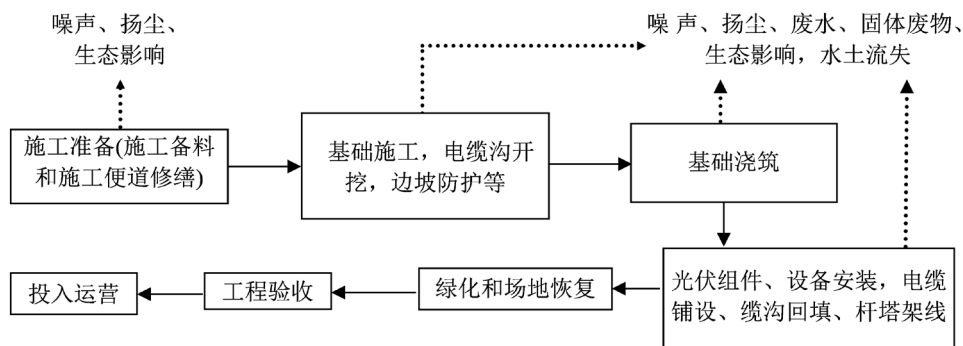 噪声、扬尘、
生态影响
噪 声、扬尘、废水、固体废物、
生态影响，水土流失
施工准备(施工备料
和施工便道修缮)
基础施工，电缆沟开
挖，边坡防护等
基础浇筑
光伏组件、设备安装，电缆
铺设、缆沟回填、杆塔架线
绿化和场地恢复
工程验收
投入运营